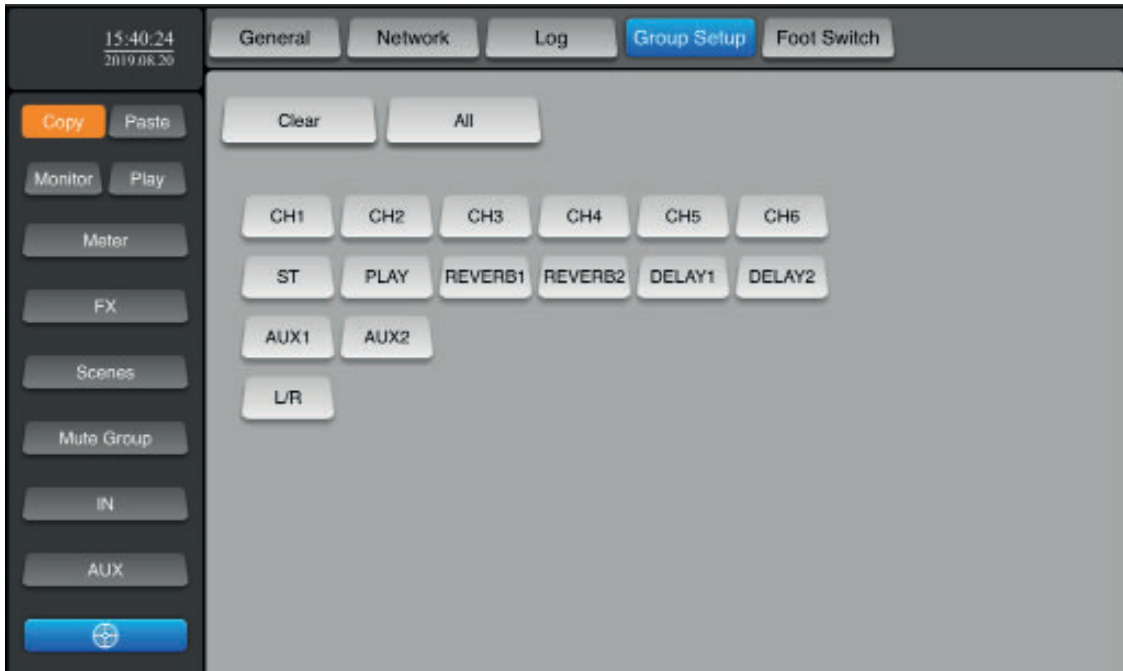 15:40:24
2019.08.20
General Network Log Group Setup Foot Switch
Copy Paste
Monitor Play
Meter
FX
Scenes
Mute Group
IN
AUX
Clear All
CH1 CH2 CH3 CH4 CH5 CH6
ST PLAY REVERB1 REVERB2 DELAY1 DELAY2
AUX1 AUX2
L/R